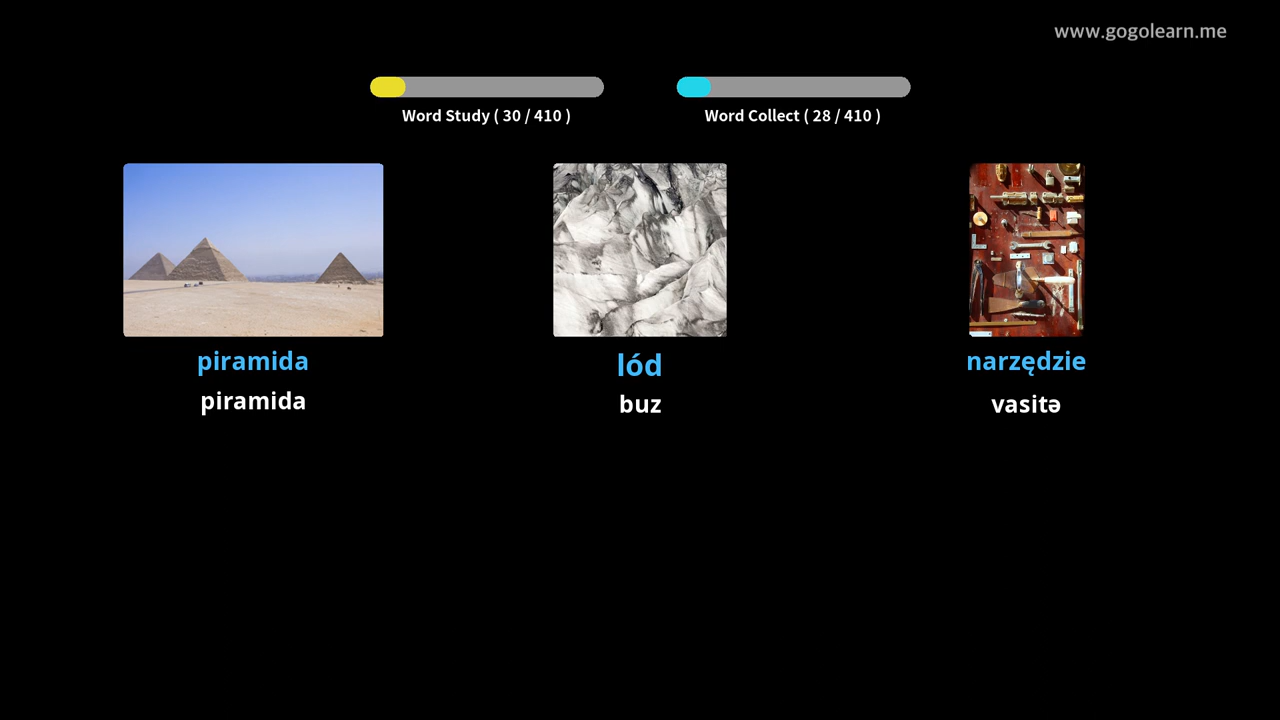 www.gogolearn.me
Word Study ( 30 / 410 )
Word Collect ( 28 / 410 )
piramida
piramida
lód
buz
narzędzie
vasitə